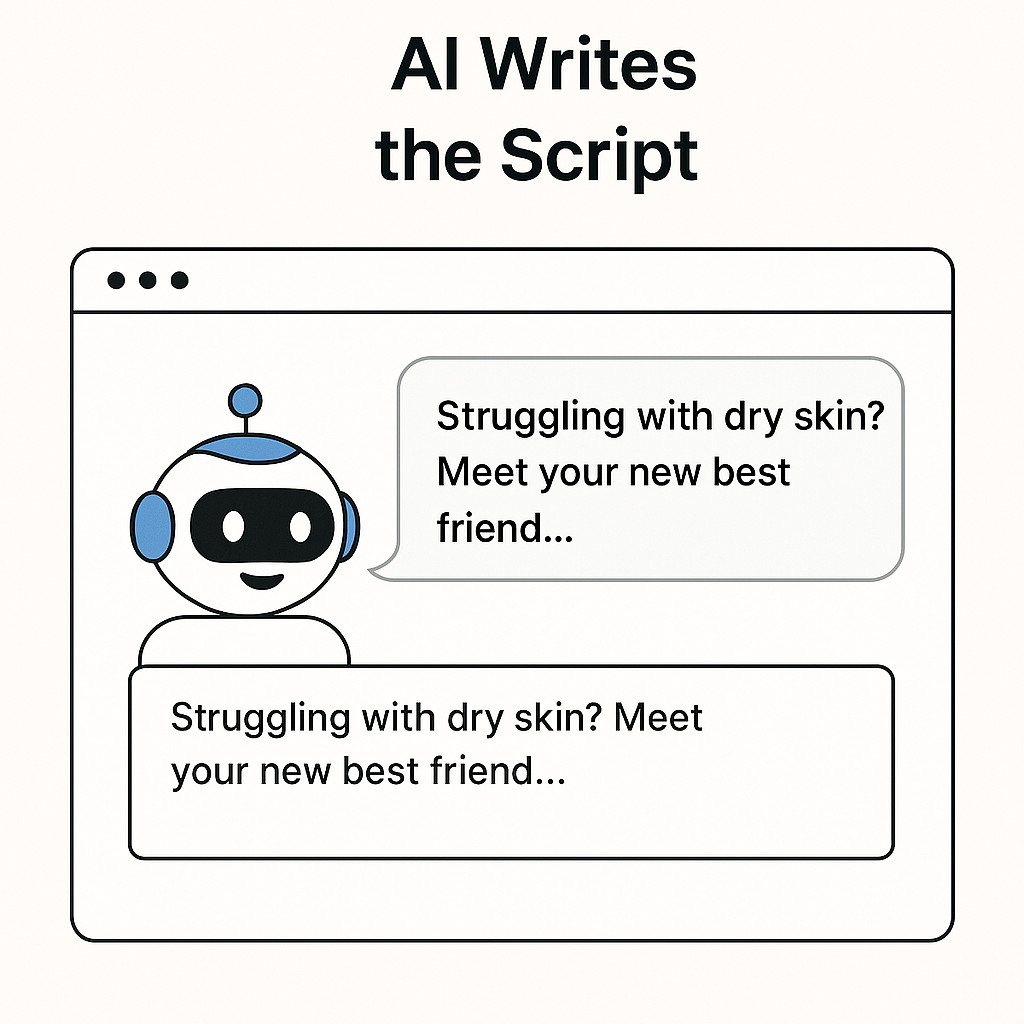 AI Writes
the Script
Struggling with dry skin?
Meet your new best
friend...
Struggling with dry skin? Meet
your new best friend...